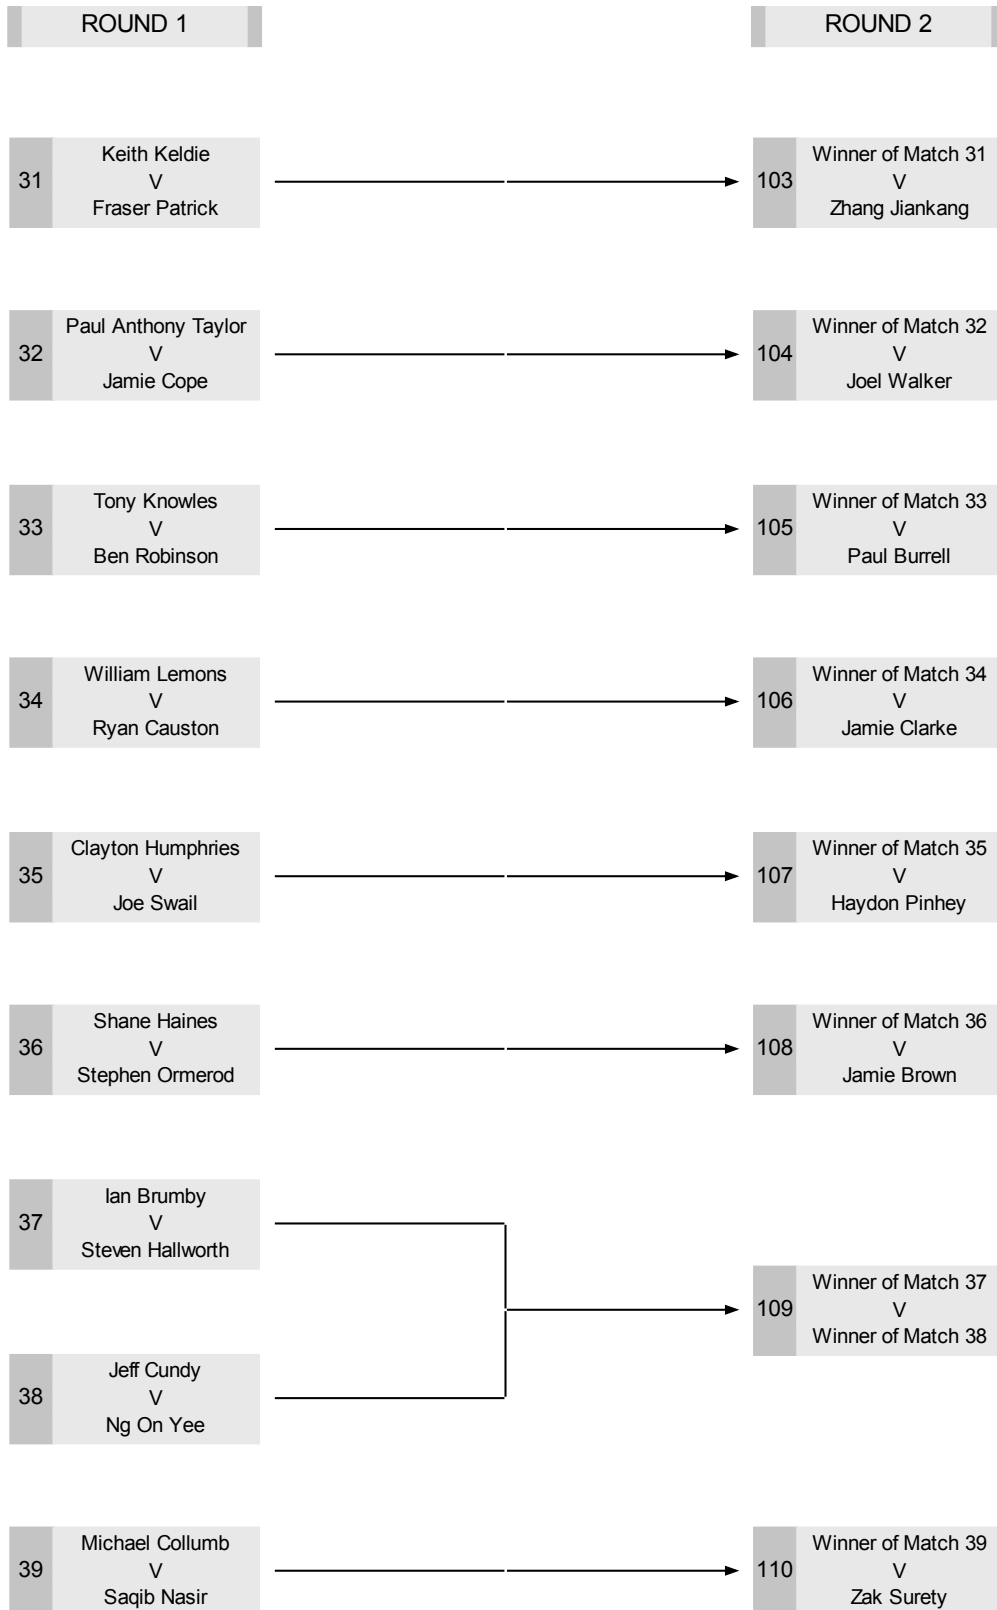 ROUND 1
ROUND 2
31
Keith Keldie
V
Fraser Patrick
103
Winner of Match 31
V
Zhang Jiankang
32
Paul Anthony Taylor
V
Jamie Cope
104
Winner of Match 32
V
Joel Walker
33
Tony Knowles
V
Ben Robinson
105
Winner of Match 33
V
Paul Burrell
34
William Lemons
V
Ryan Causton
106
Winner of Match 34
V
Jamie Clarke
35
Clayton Humphries
V
Joe Swail
107
Winner of Match 35
V
Haydon Pinhey
36
Shane Haines
V
Stephen Ormerod
108
Winner of Match 36
V
Jamie Brown
37
Ian Brumby
V
Steven Hallworth
109
Winner of Match 37
V
Winner of Match 38
38
Jeff Cundy
V
Ng On Yee
39
Michael Collumb
V
Saqib Nasir
110
Winner of Match 39
V
Zak Surety